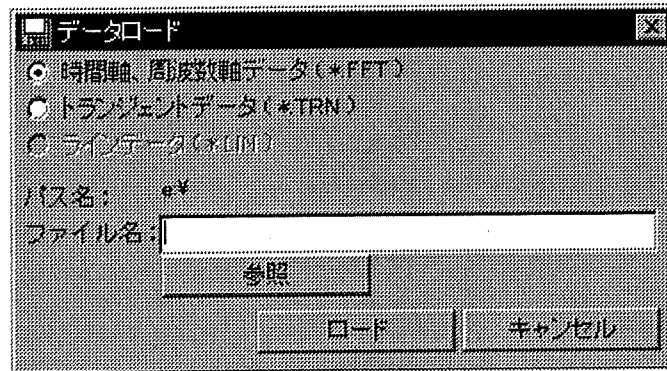 データロード
時間軸、周波数軸データ(*.FFT)
トランジェントデータ(*.TRN)
ラインデータ(*.LIN)
パス名: e:¥
ファイル名:
参照
ロード キャンセル